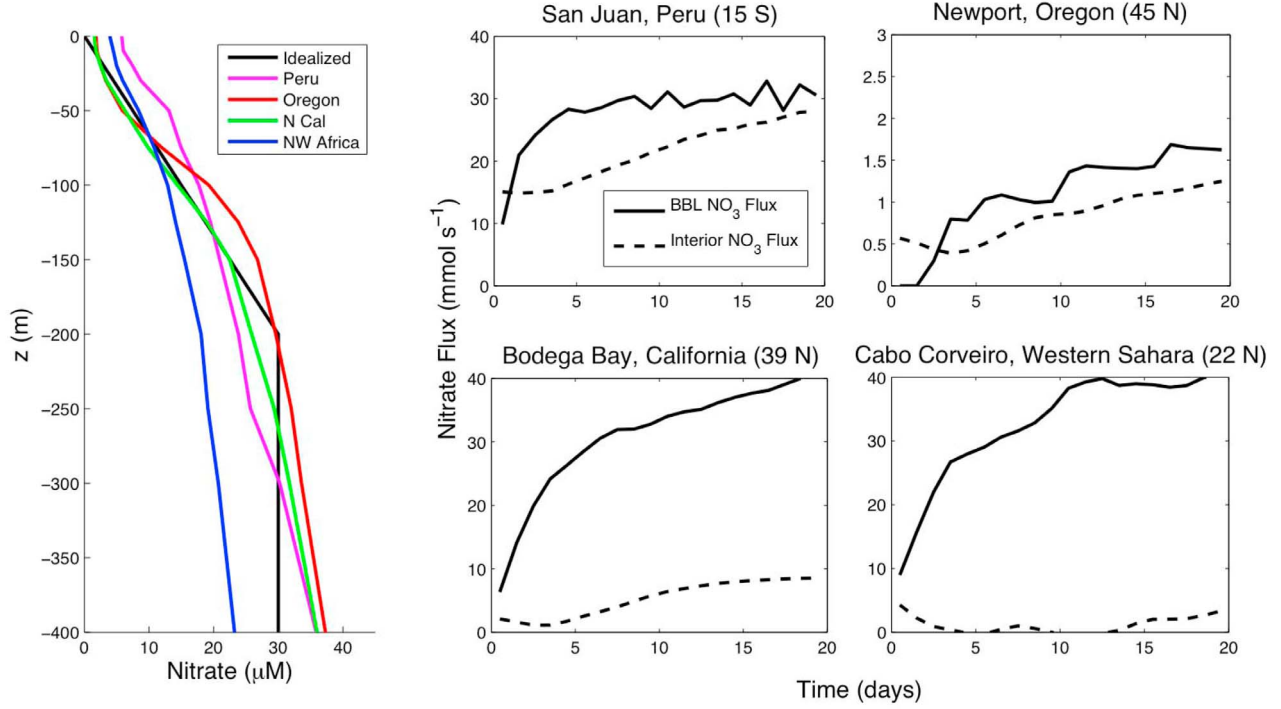 0
−50
−100
−150
−200
−250
−300
−350
−400
z (m)
0 10 20 30 40
Nitrate (μM)
Idealized
Peru
Oregon
N Cal
NW Africa
Nitrate Flux (mmol s⁻¹)
San Juan, Peru (15 S)
40
30
20
10
0
0 5 10 15 20
BBL NO₃ Flux
Interior NO₃ Flux
Newport, Oregon (45 N)
3
2.5
2
1.5
1
0.5
0
0 5 10 15 20
Bodega Bay, California (39 N)
40
30
20
10
0
0 5 10 15 20
Cabo Corveiro, Western Sahara (22 N)
40
30
20
10
0
0 5 10 15 20
Time (days)